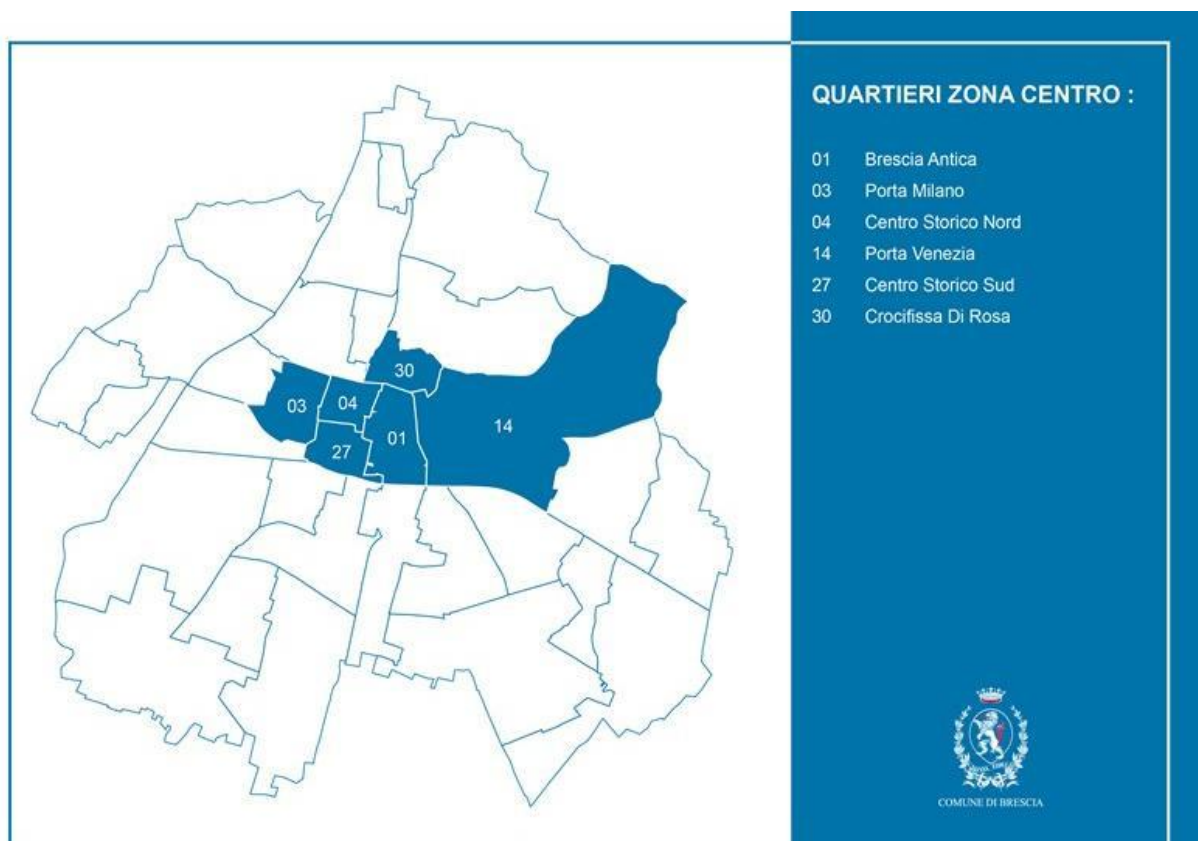 QUARTIERI ZONA CENTRO :
01 Brescia Antica
03 Porta Milano
04 Centro Storico Nord
14 Porta Venezia
27 Centro Storico Sud
30 Crocifissa Di Rosa
30
03
04
14
01
27
COMUNE DI BRESCIA